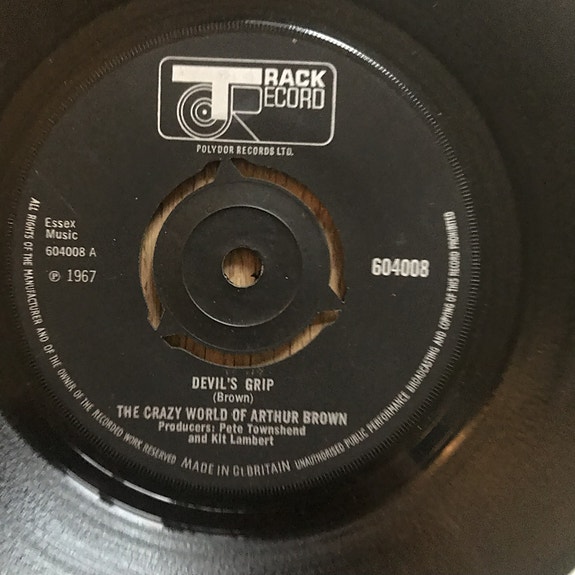 TRACK
RECORD
POLYDOR RECORDS LTD.
Essex
Music
604008 A
℗ 1967
604008
DEVIL'S GRIP
(Brown)
THE CRAZY WORLD OF ARTHUR BROWN
Producers: Pete Townshend
and Kit Lambert
ALL RIGHTS OF THE MANUFACTURER AND OF THE OWNER OF THE RECORDED WORK RESERVED
MADE IN Gt BRITAIN
UNAUTHORISED PUBLIC PERFORMANCE BROADCASTING AND COPYING OF THIS RECORD PROHIBITED